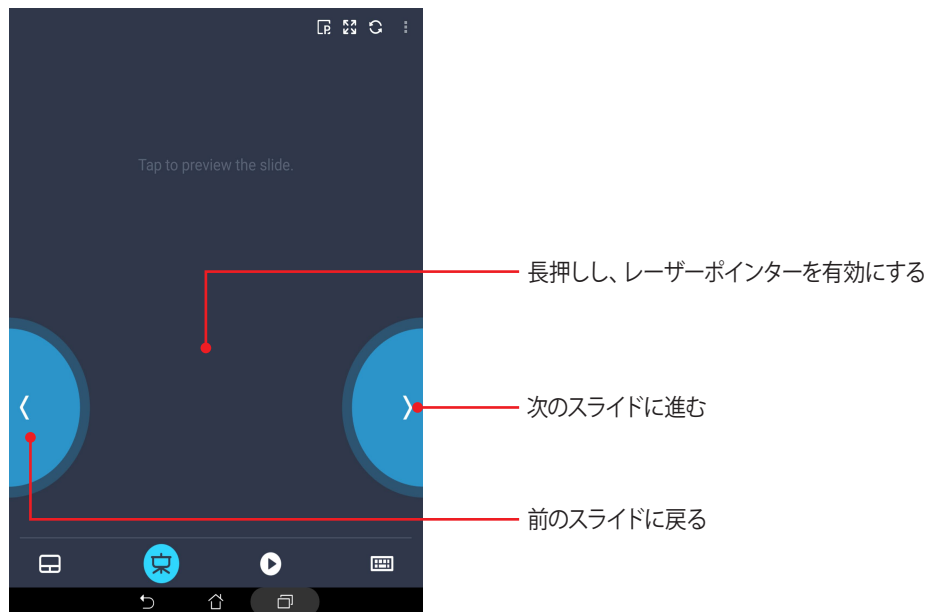 Tap to preview the slide.
長押しし、レーザーポインターを有効にする
次のスライドに進む
前のスライドに戻る